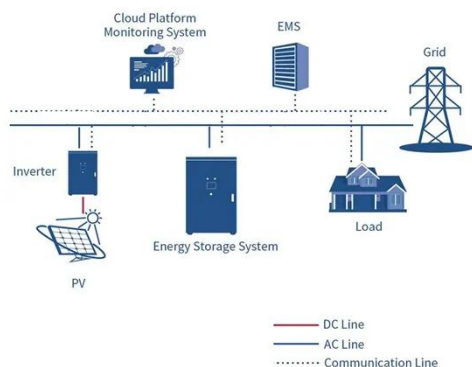 Cloud Platform
Monitoring System
EMS
Grid
Inverter
Energy Storage System
Load
PV
DC Line
AC Line
Communication Line